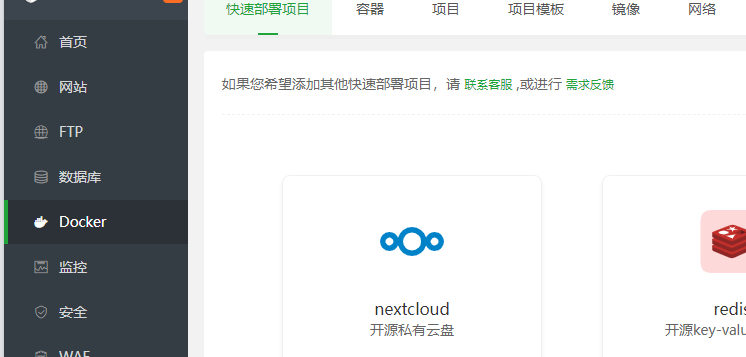 快速部署项目 容器 项目 项目模板 镜像 网络
首页
网站
FTP
数据库
Docker
监控
安全
WAF
如果您希望添加其他快速部署项目，请 联系客服 ,或进行 需求反馈
nextcloud
开源私有云盘
redis
开源key-valu